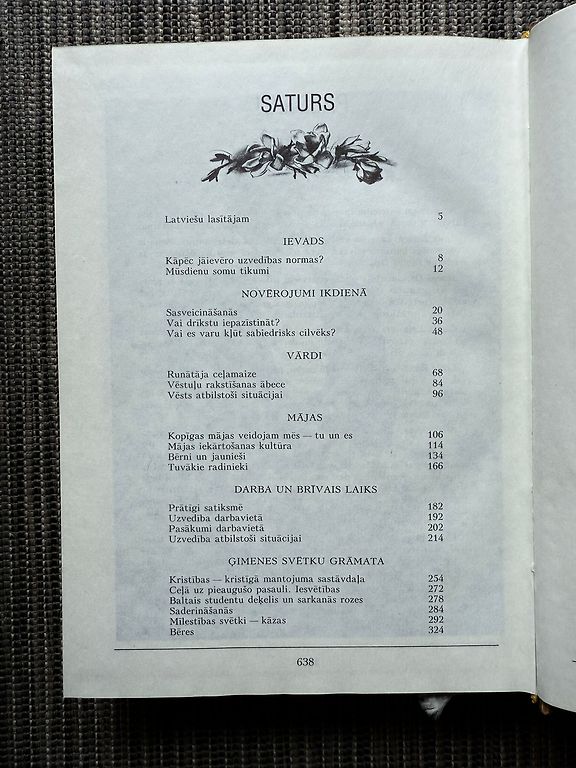 SATURS
Latviešu lasītājam 5
IEVADS
Kāpēc jāievēro uzvedības normas? 8
Mūsdienu somu tikumi 12
NOVĒROJUMI IKDIENĀ
Sasveicināšanās 20
Vai drīkstu iepazīstināt? 36
Vai es varu kļūt sabiedrisks cilvēks? 48
VĀRDI
Runātāja ceļamaize 68
Vēstuļu rakstīšanas ābece 84
Vēsts atbilstoši situācijai 96
MĀJAS
Kopīgas mājas veidojam mēs — tu un es 106
Mājas iekārtošanas kultūra 114
Bērni un jaunieši 134
Tuvākie radinieki 166
DARBA UN BRĪVAIS LAIKS
Prātīgi satiksmē 182
Uzvedība darbavietā 192
Pasākumi darbavietā 202
Uzvedība atbilstoši situācijai 214
ĢIMENES SVĒTKU GRĀMATA
Kristības — kristīgā mantojuma sastāvdaļa 254
Ceļā uz pieaugušo pasauli. Iesvētības 272
Baltais studentu deķelis un sarkanās rozes 278
Saderināšanās 284
Mīlestības svētki — kāzas 292
Bēres 324
638